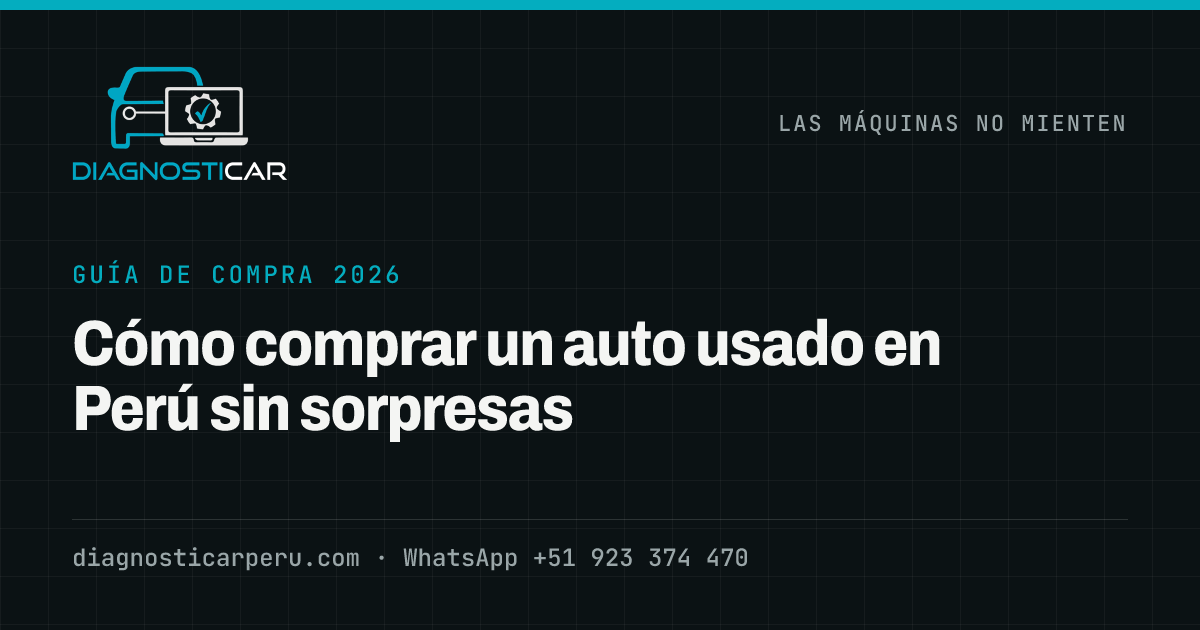 DIAGNOSTICAR
LAS MÁQUINAS NO MIENTEN
GUÍA DE COMPRA 2026
Cómo comprar un auto usado en
Perú sin sorpresas
diagnosticarperu.com · WhatsApp +51 923 374 470